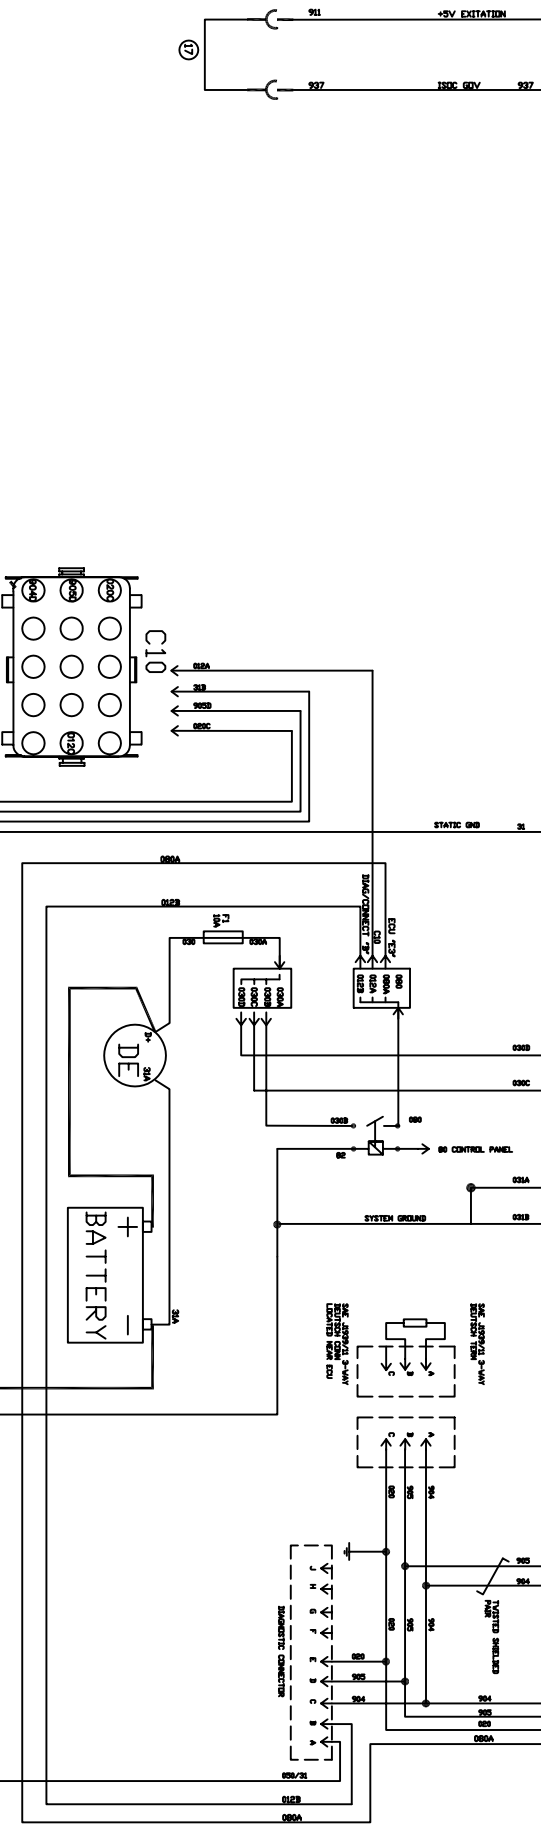 911
+5V EXITATION
17
937
ISOC GOV
937
904D
905D
020C
012C
C10
012A
31B
905D
020C
STATIC GND
31
080A
012B
F1
10A
030
030A
DIAG/CONNECT "B"
C10
ECU "E3"
030D
030C
030B
030A
012B
012A
080A
080
D+
DE
31A
030D
030C
030B
080
82
80 CONTROL PANEL
031A
SYSTEM GROUND
031B
BATTERY
+
-
31A
SAE J1939/11 3-WAY
DEUTSCH CONN
LOCATED NEAR ECU
SAE J1939/11 3-WAY
DEUTSCH TERM
C
B
A
C
B
A
020
905
904
905
904
TWISTED SHIELDED
PAIR
020
905
904
DIAGNOSTIC CONNECTOR
J
H
G
F
E
D
C
B
A
020
905
904
904
905
020
080A
050/31
012B
080A